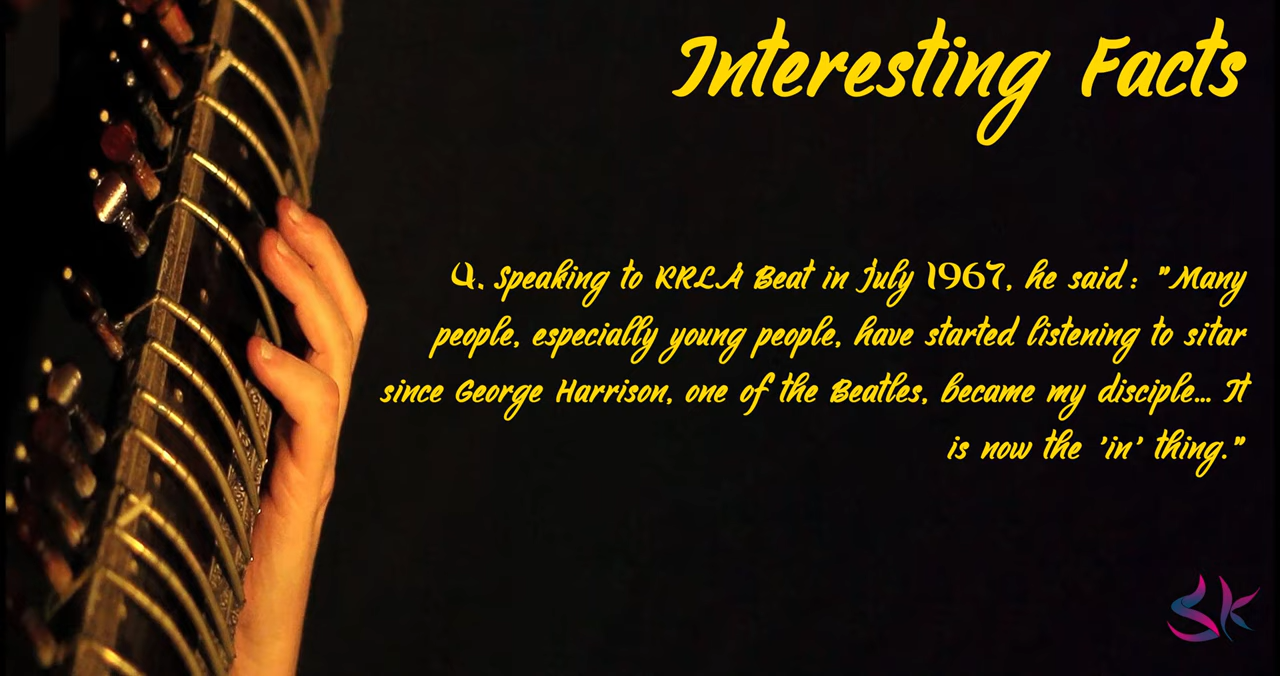 Interesting Facts
4. Speaking to KRLA Beat in July 1967, he said: "Many
people, especially young people, have started listening to sitar
since George Harrison, one of the Beatles, became my disciple... It
is now the 'in' thing."
SK